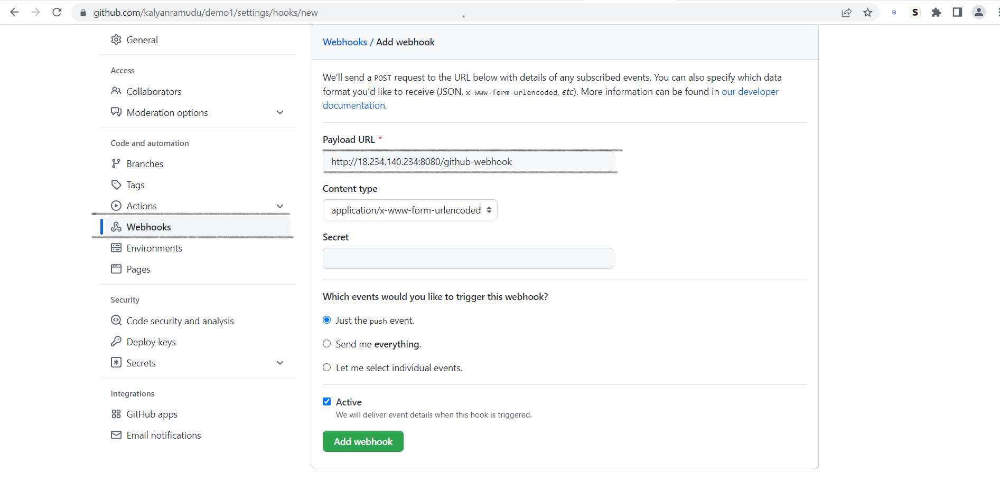 github.com/kalyanramudu/demo1/settings/hooks/new
B
S
General
Access
Collaborators
Moderation options
Code and automation
Branches
Tags
Actions
Webhooks
Environments
Pages
Security
Code security and analysis
Deploy keys
Secrets
Integrations
GitHub apps
Email notifications
Webhooks / Add webhook
We'll send a POST request to the URL below with details of any subscribed events. You can also specify which data
format you'd like to receive (JSON, x-www-form-urlencoded, etc). More information can be found in our developer
documentation.
Payload URL *
http://18.234.140.234:8080/github-webhook
Content type
application/x-www-form-urlencoded
Secret
Which events would you like to trigger this webhook?
Just the push event.
Send me everything.
Let me select individual events.
Active
We will deliver event details when this hook is triggered.
Add webhook